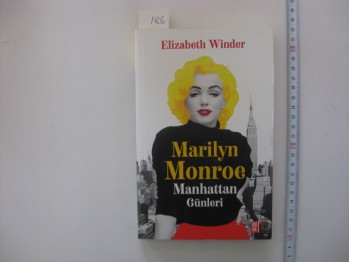 186
Elizabeth Winder
Marilyn
Monroe
Manhattan
Günleri